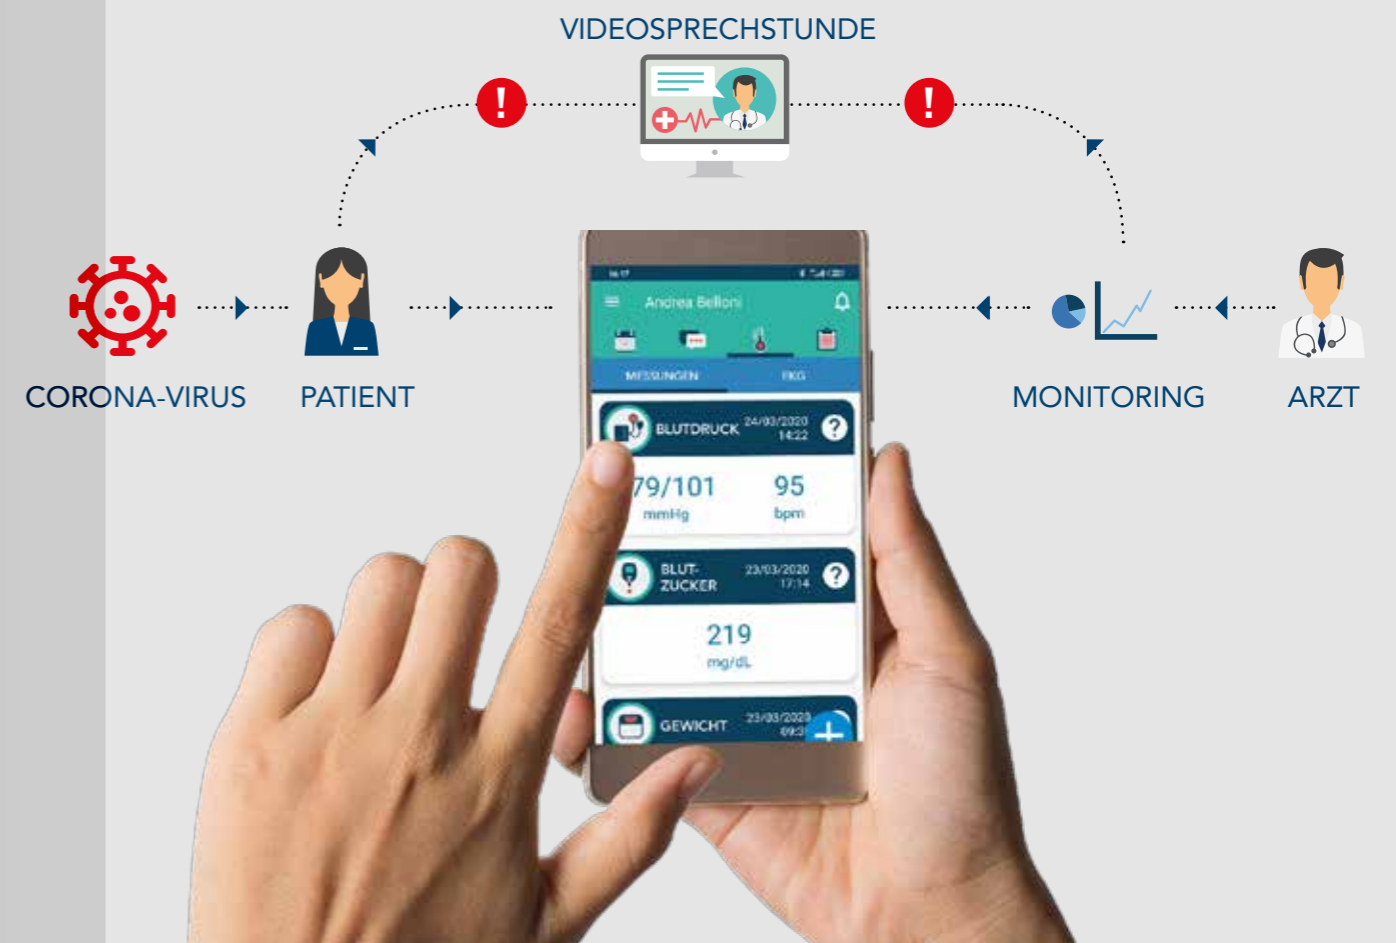 VIDEOSPRECHSTUNDE
!
!
CORONA-VIRUS
PATIENT
MONITORING
ARZT
Andrea Belloni
MESSUNGEN
EKG
BLUTDRUCK
24/03/2020
14:22
?
79/101
mmHg
95
bpm
BLUT-
ZUCKER
23/03/2020
17:14
?
219
mg/dL
GEWICHT
23/03/2020